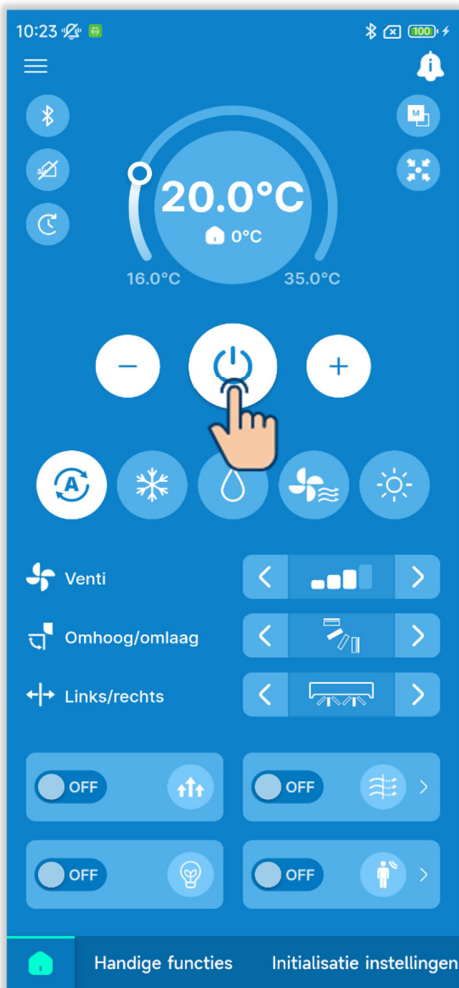 10:23
100
M
20.0°C
0°C
16.0°C 35.0°C
− +
A
Venti
Omhoog/omlaag
Links/rechts
OFF OFF
OFF OFF
Handige functies Initialisatie instellingen